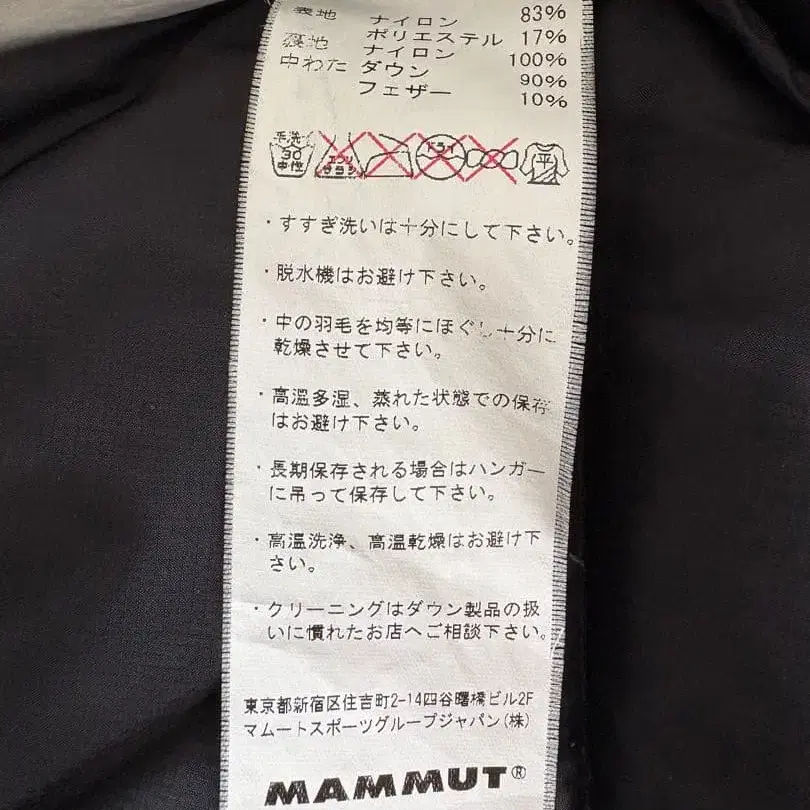 表地 ナイロン 83%
ポリエステル 17%
裏地 ナイロン 100%
中わた ダウン 90%
フェザー 10%
手洗イ 30 中性 エンソ サラシ ドライ 平
・すすぎ洗いは十分にして下さい。
・脱水機はお避け下さい。
・中の羽毛を均等にほぐし十分に
乾燥させて下さい。
・高温多湿、蒸れた状態での保存
はお避け下さい。
・長期保存される場合はハンガー
に吊って保存して下さい。
・高温洗浄、高温乾燥はお避け下
さい。
・クリーニングはダウン製品の扱
いに慣れたお店へご相談下さい。
東京都新宿区住吉町2-14四谷曙橋ビル2F
マムートスポーツグループジャパン(株)
MAMMUT®